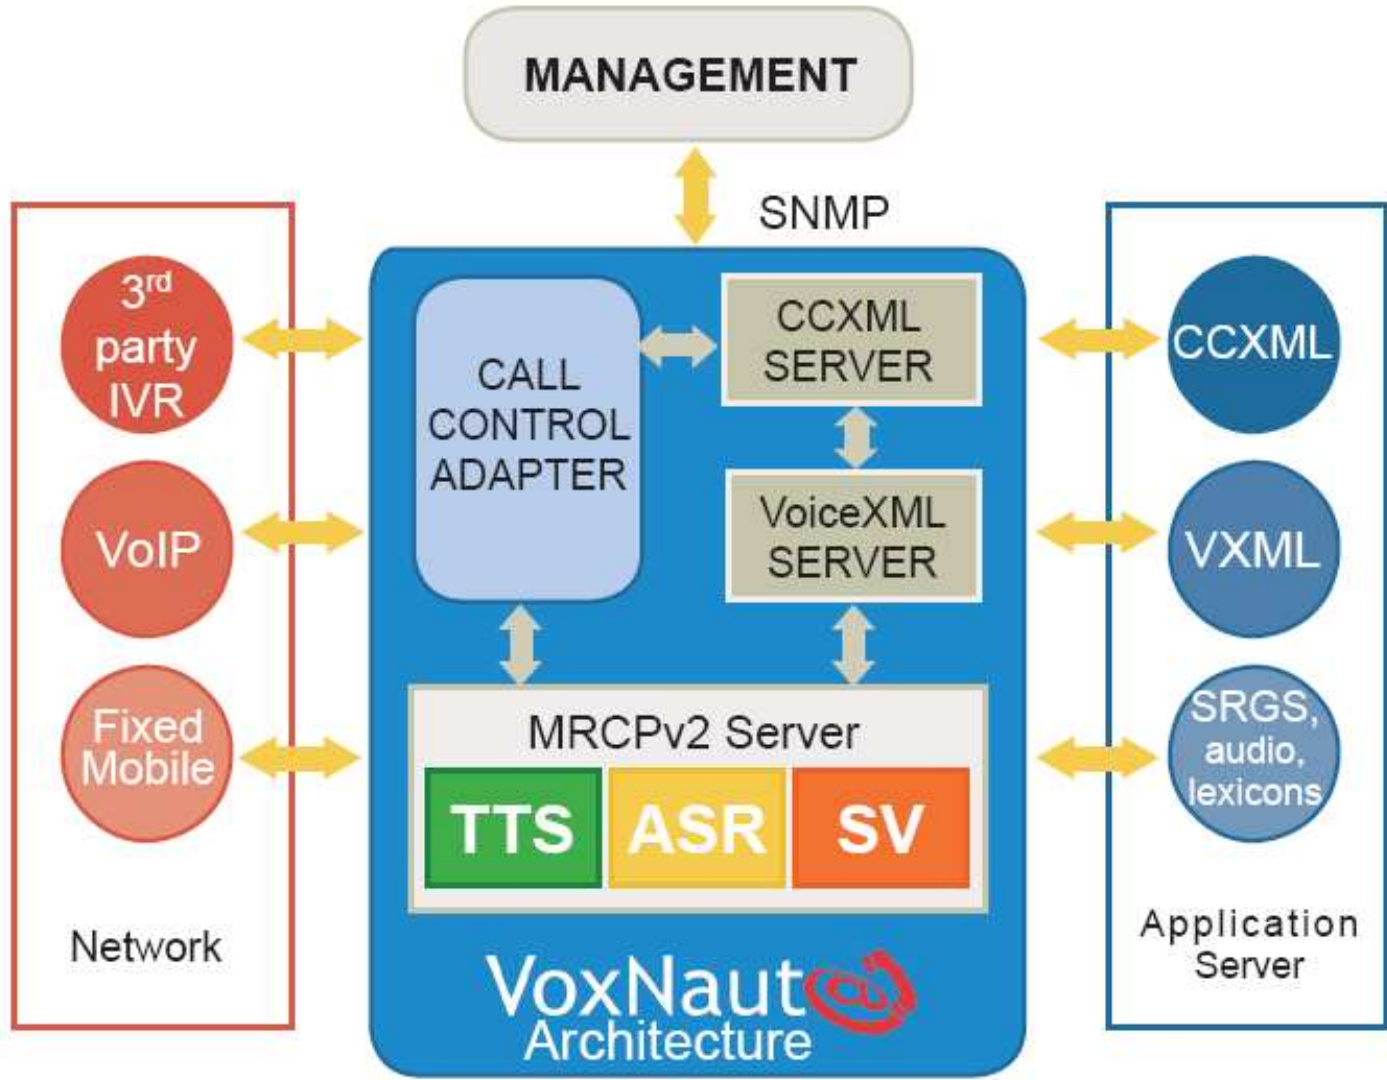 MANAGEMENT
SNMP
3rd
party
IVR
VoIP
Fixed
Mobile
Network
CALL
CONTROL
ADAPTER
CCXML
SERVER
VoiceXML
SERVER
MRCPv2 Server
TTS ASR SV
VoxNaut
Architecture
CCXML
VXML
SRGS,
audio,
lexicons
Application
Server